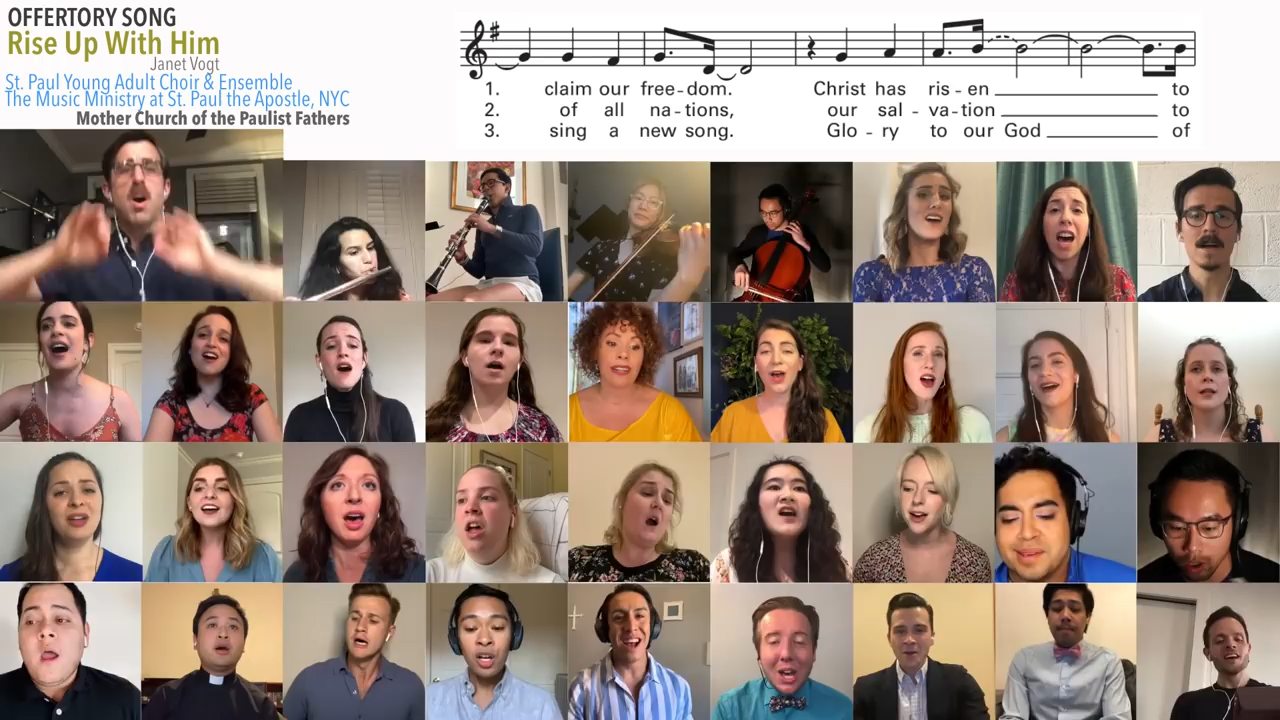 OFFERTORY SONG
Rise Up With Him
Janet Vogt
St. Paul Young Adult Choir & Ensemble
The Music Ministry at St. Paul the Apostle, NYC
Mother Church of the Paulist Fathers
1. claim our free-dom. Christ has ris-en to
2. of all na-tions, our sal-va-tion to
3. sing a new song. Glo-ry to our God of